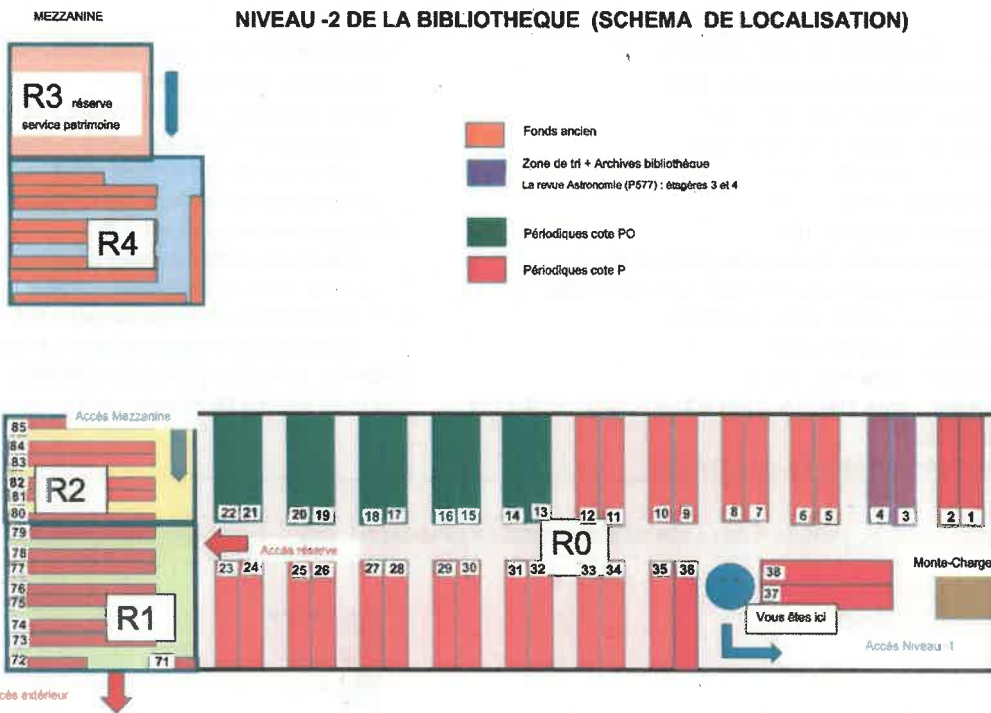 MEZZANINE
NIVEAU -2 DE LA BIBLIOTHEQUE (SCHEMA DE LOCALISATION)
R3 réserve
service patrimoine
R4
Fonds ancien
Zone de tri + Archives bibliothèque
La revue Astronomie (P577) : étagères 3 et 4
Périodiques cote PO
Périodiques cote P
Accés Mezzanine
85
84
83
82
81
80
R2
79
78
77
76
75
74
73
72
71
R1
22 21 20 19 18 17 16 15 14 13 12 11 10 9 8 7 6 5 4 3 2 1
R0
Accés réserve
23 24 25 26 27 28 29 30 31 32 33 34 35 36
38
37
Monte-Charge
Vous êtes ici
Accés Niveau -1
cés extérieur